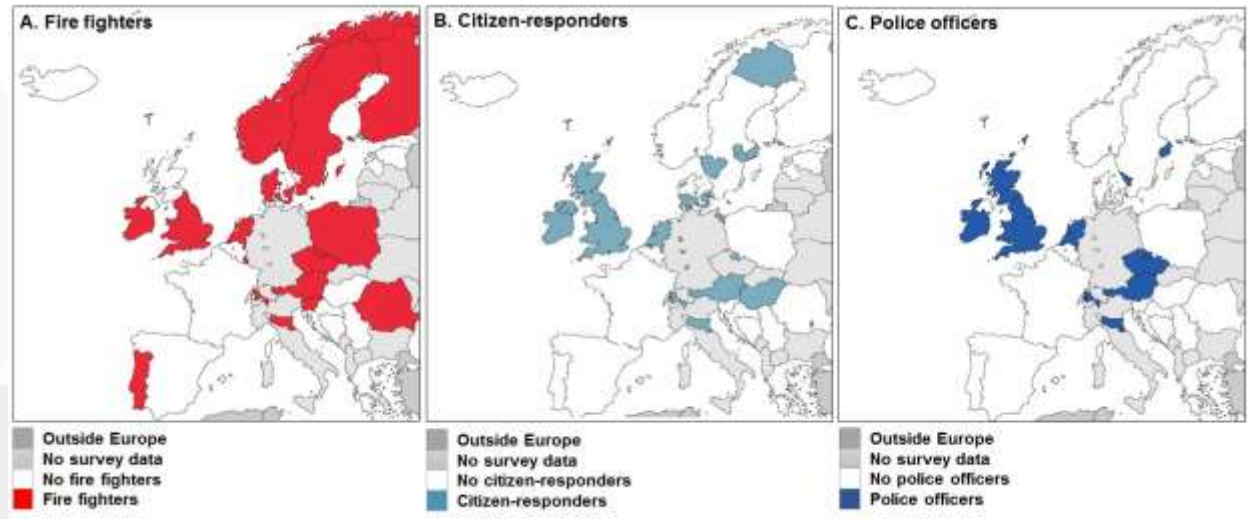 A. Fire fighters
Outside Europe
No survey data
No fire fighters
Fire fighters
B. Citizen-responders
Outside Europe
No survey data
No citizen-responders
Citizen-responders
C. Police officers
Outside Europe
No survey data
No police officers
Police officers